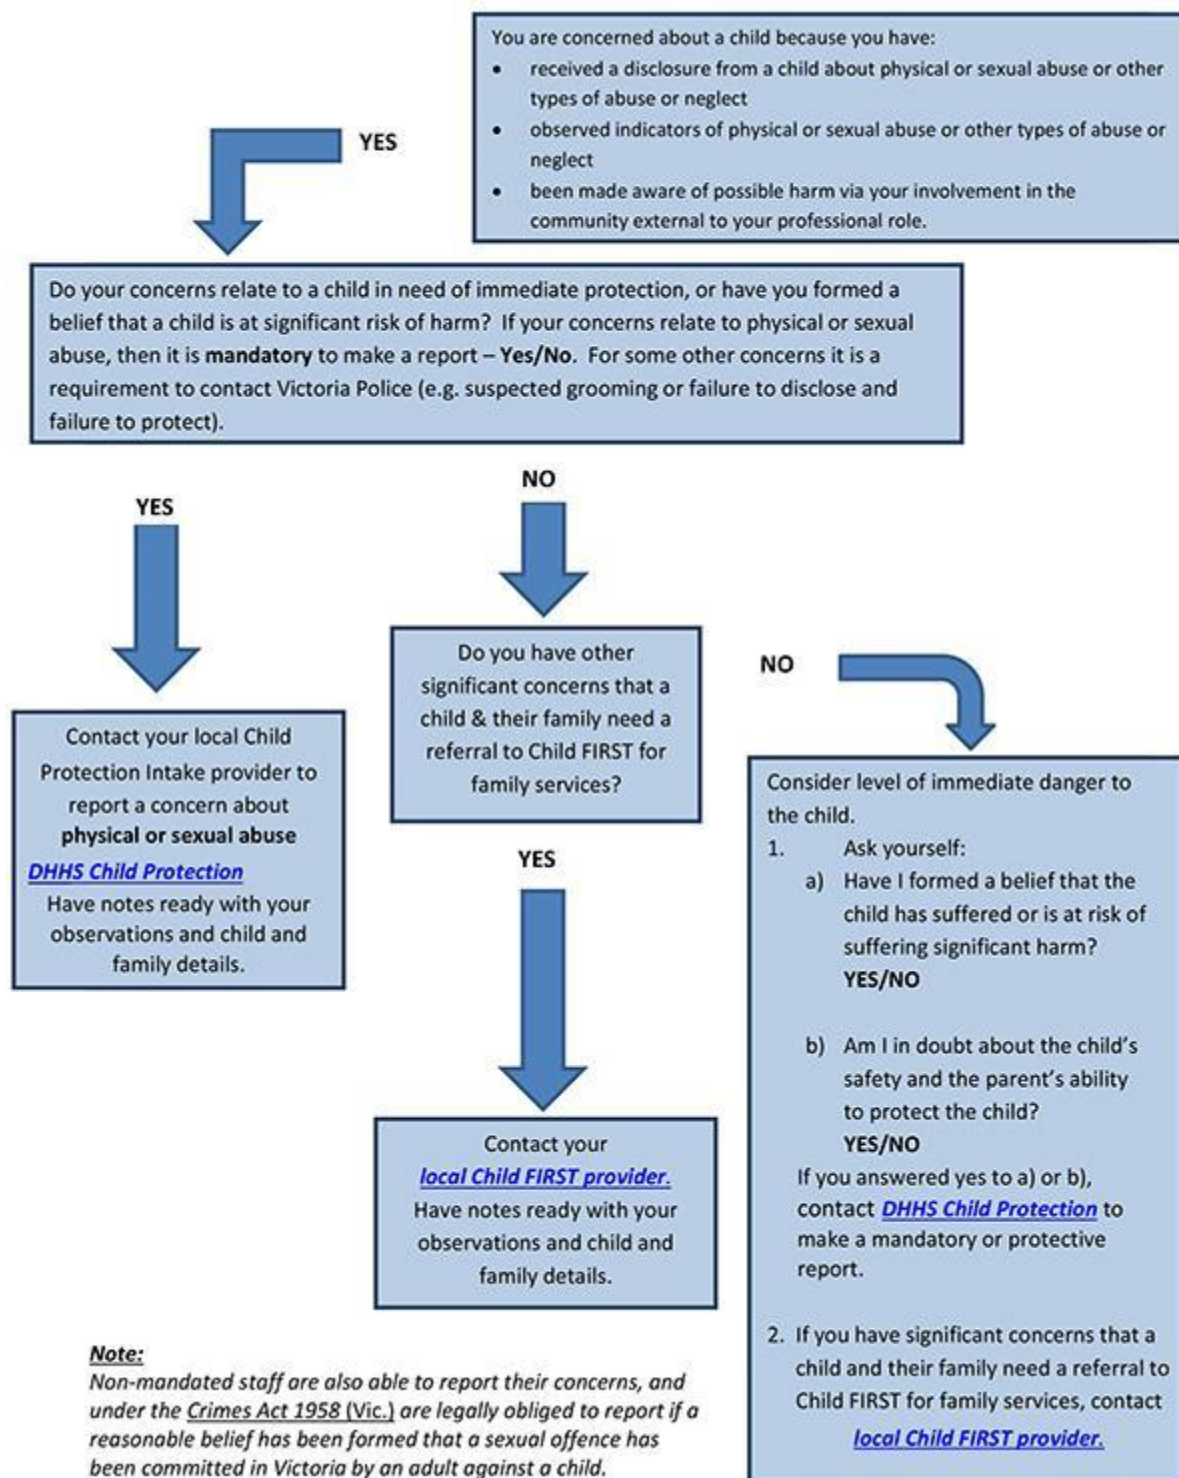 You are concerned about a child because you have:
• received a disclosure from a child about physical or sexual abuse or other
types of abuse or neglect
• observed indicators of physical or sexual abuse or other types of abuse or
neglect
• been made aware of possible harm via your involvement in the
community external to your professional role.
YES
Do your concerns relate to a child in need of immediate protection, or have you formed a
belief that a child is at significant risk of harm? If your concerns relate to physical or sexual
abuse, then it is mandatory to make a report – Yes/No. For some other concerns it is a
requirement to contact Victoria Police (e.g. suspected grooming or failure to disclose and
failure to protect).
YES
NO
Contact your local Child
Protection Intake provider to
report a concern about
physical or sexual abuse
DHHS Child Protection
Have notes ready with your
observations and child and
family details.
Do you have other
significant concerns that a
child & their family need a
referral to Child FIRST for
family services?
YES
NO
Contact your
local Child FIRST provider.
Have notes ready with your
observations and child and
family details.
Consider level of immediate danger to
the child.
1. Ask yourself:
a) Have I formed a belief that the
child has suffered or is at risk of
suffering significant harm?
YES/NO
b) Am I in doubt about the child's
safety and the parent's ability
to protect the child?
YES/NO
If you answered yes to a) or b),
contact DHHS Child Protection to
make a mandatory or protective
report.
2. If you have significant concerns that a
child and their family need a referral to
Child FIRST for family services, contact
local Child FIRST provider.
Note:
Non-mandated staff are also able to report their concerns, and
under the Crimes Act 1958 (Vic.) are legally obliged to report if a
reasonable belief has been formed that a sexual offence has
been committed in Victoria by an adult against a child.